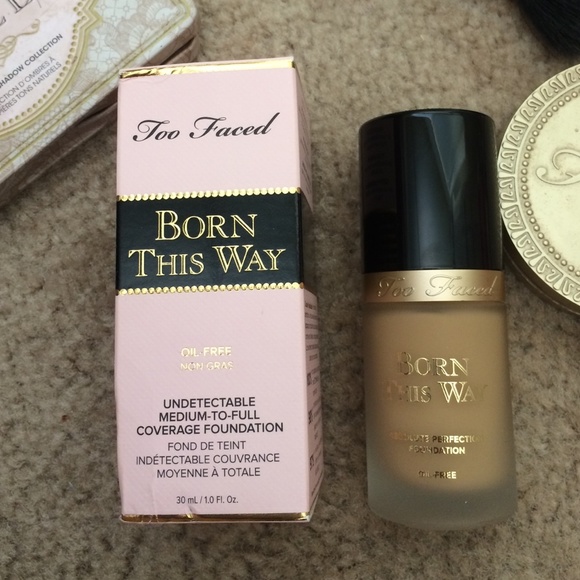 SHADOW COLLECTION
Too Faced
BORN
THIS WAY
OIL FREE
NON GRAS
UNDETECTABLE
MEDIUM-TO-FULL
COVERAGE FOUNDATION
FOND DE TEINT
INDÉTECTABLE COUVRANCE
MOYENNE À TOTALE
30 mL / 1.0 Fl. Oz.
Too Faced
BORN
THIS WAY
PERFECTION
FOUNDATION
OIL-FREE